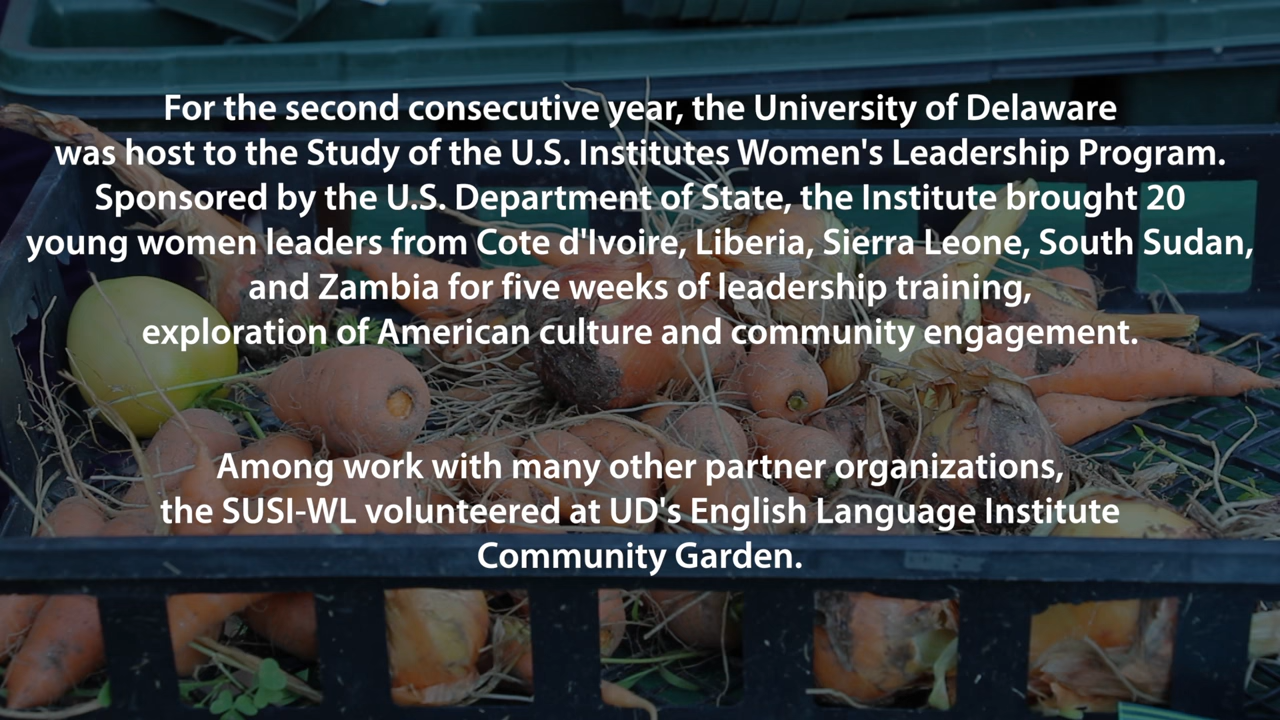 For the second consecutive year, the University of Delaware
was host to the Study of the U.S. Institutes Women's Leadership Program.
Sponsored by the U.S. Department of State, the Institute brought 20
young women leaders from Cote d'Ivoire, Liberia, Sierra Leone, South Sudan,
and Zambia for five weeks of leadership training,
exploration of American culture and community engagement.
Among work with many other partner organizations,
the SUSI-WL volunteered at UD's English Language Institute
Community Garden.